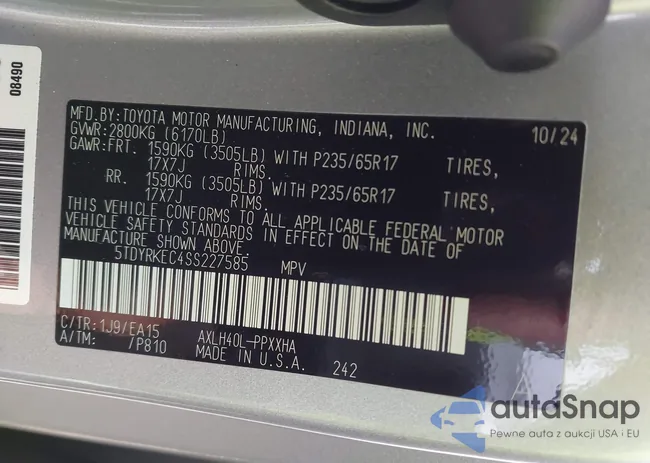 08490
MFD.BY:TOYOTA MOTOR MANUFACTURING, INDIANA, INC. 10/24
GVWR:2800KG (6170LB)
GAWR:FRT. 1590KG (3505LB) WITH P235/65R17 TIRES,
17X7J RIMS.
RR. 1590KG (3505LB) WITH P235/65R17 TIRES,
17X7J RIMS.
THIS VEHICLE CONFORMS TO ALL APPLICABLE FEDERAL MOTOR
VEHICLE SAFETY STANDARDS IN EFFECT ON THE DATE OF
MANUFACTURE SHOWN ABOVE.
5TDYRKEC4SS227585 MPV
C/TR:1J9/EA15 AXLH40L-PPXXHA
A/TM: /P810 MADE IN U.S.A. 242
autaSnap
Pewne auta z aukcji USA i EU